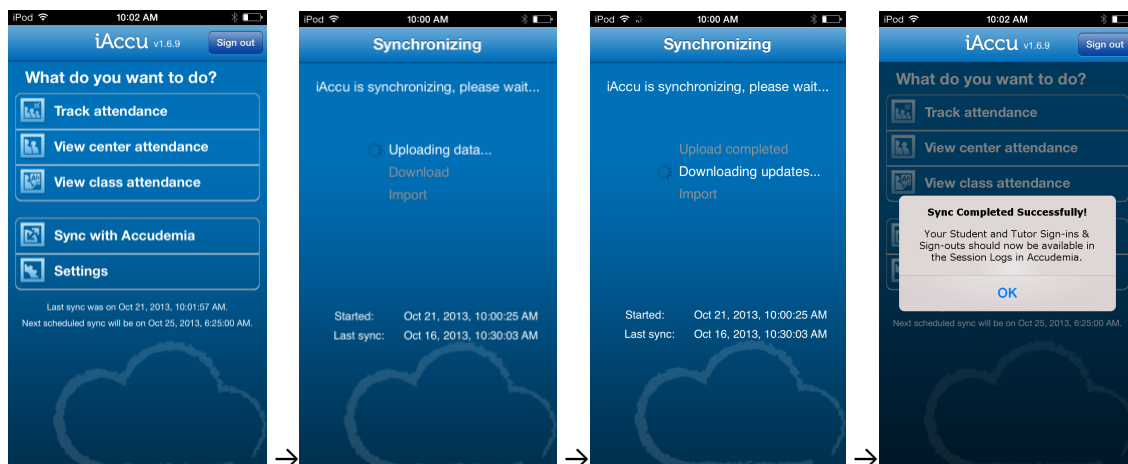 iPod 10:02 AM
iAccu v1.6.9 Sign out
What do you want to do?
Track attendance
View center attendance
View class attendance
Sync with Accudemia
Settings
Last sync was on Oct 21, 2013, 10:01:57 AM.
Next scheduled sync will be on Oct 25, 2013, 6:25:00 AM.
→
iPod 10:00 AM
Synchronizing
iAccu is synchronizing, please wait...
Uploading data...
Download
Import
Started: Oct 21, 2013, 10:00:25 AM
Last sync: Oct 16, 2013, 10:30:03 AM
→
iPod 10:00 AM
Synchronizing
iAccu is synchronizing, please wait...
Upload completed
Downloading updates...
Import
Started: Oct 21, 2013, 10:00:25 AM
Last sync: Oct 16, 2013, 10:30:03 AM
→
iPod 10:02 AM
iAccu v1.6.9 Sign out
What do you want to do?
Track attendance
View center attendance
View class attendance
Sync Completed Successfully!
Your Student and Tutor Sign-ins &
Sign-outs should now be available in
the Session Logs in Accudemia.
OK
Next scheduled sync will be on Oct 25, 2013, 6:25:00 AM.